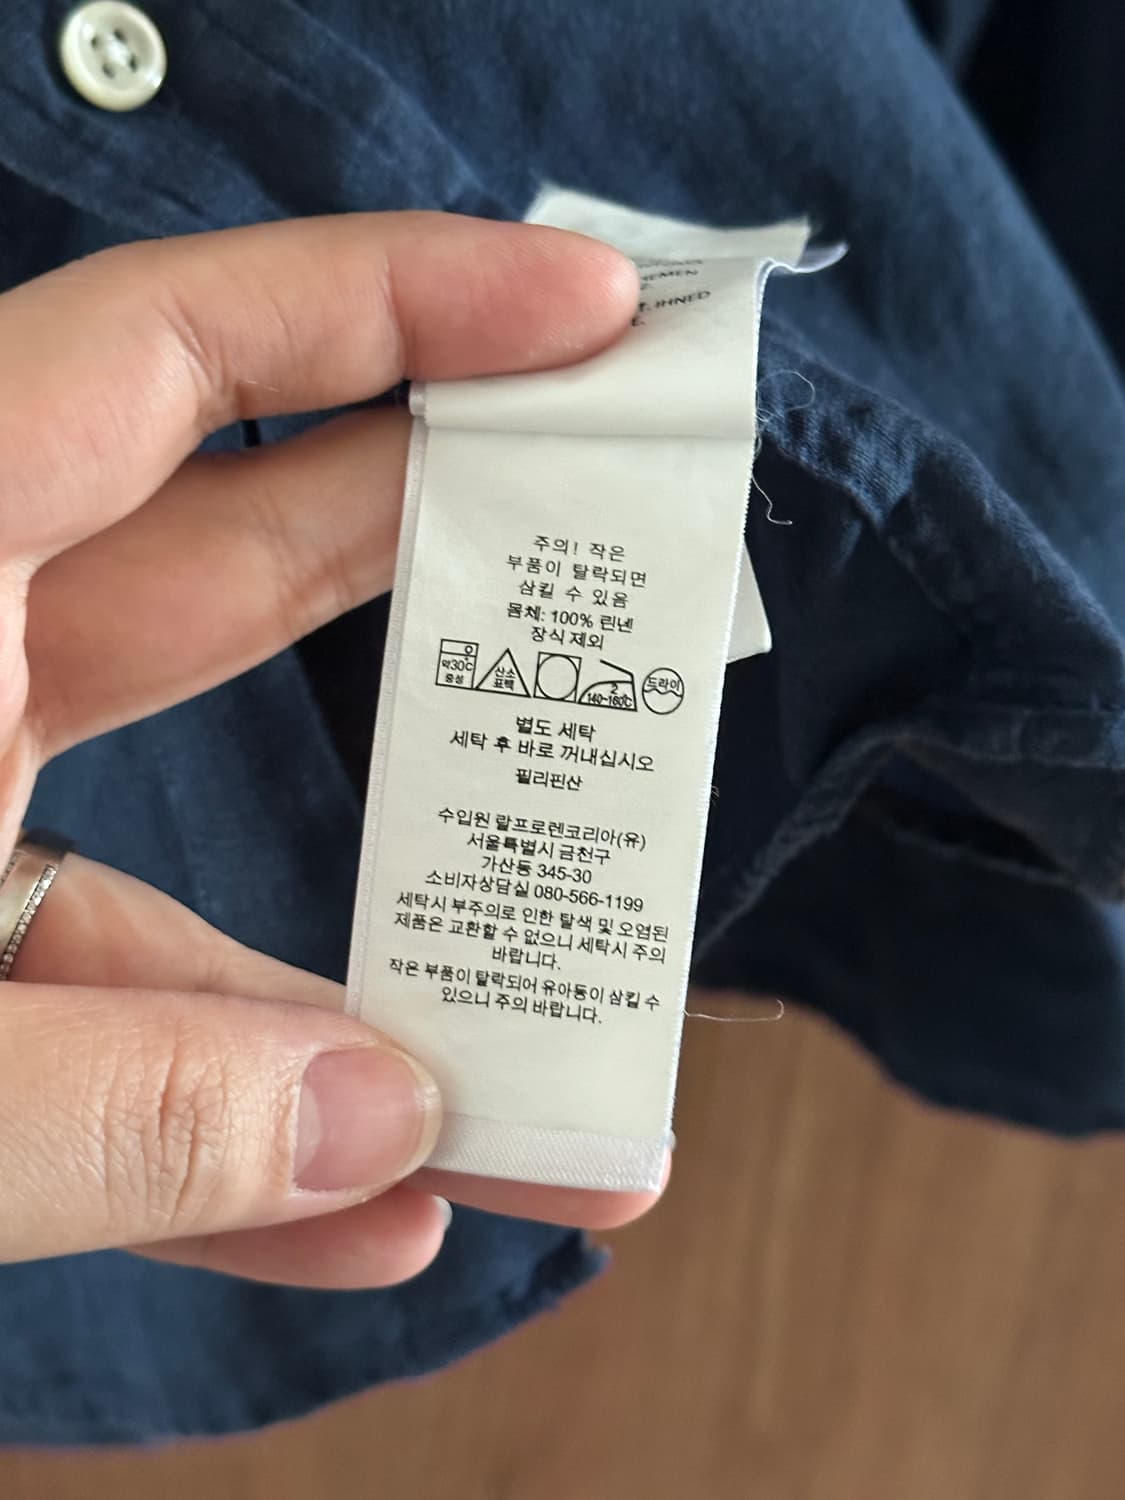 REMEN
Z.
T. IHNED
E.
주의! 작은
부품이 탈락되면
삼킬 수 있음
몸체: 100% 린넨
장식 제외
약30℃
중성
산소
표백
2
140~160℃
드라이
별도 세탁
세탁 후 바로 꺼내십시오
필리핀산
수입원 랄프로렌코리아(유)
서울특별시 금천구
가산동 345-30
소비자상담실 080-566-1199
세탁시 부주의로 인한 탈색 및 오염된
제품은 교환할 수 없으니 세탁시 주의
바랍니다.
작은 부품이 탈락되어 유아동이 삼킬 수
있으니 주의 바랍니다.